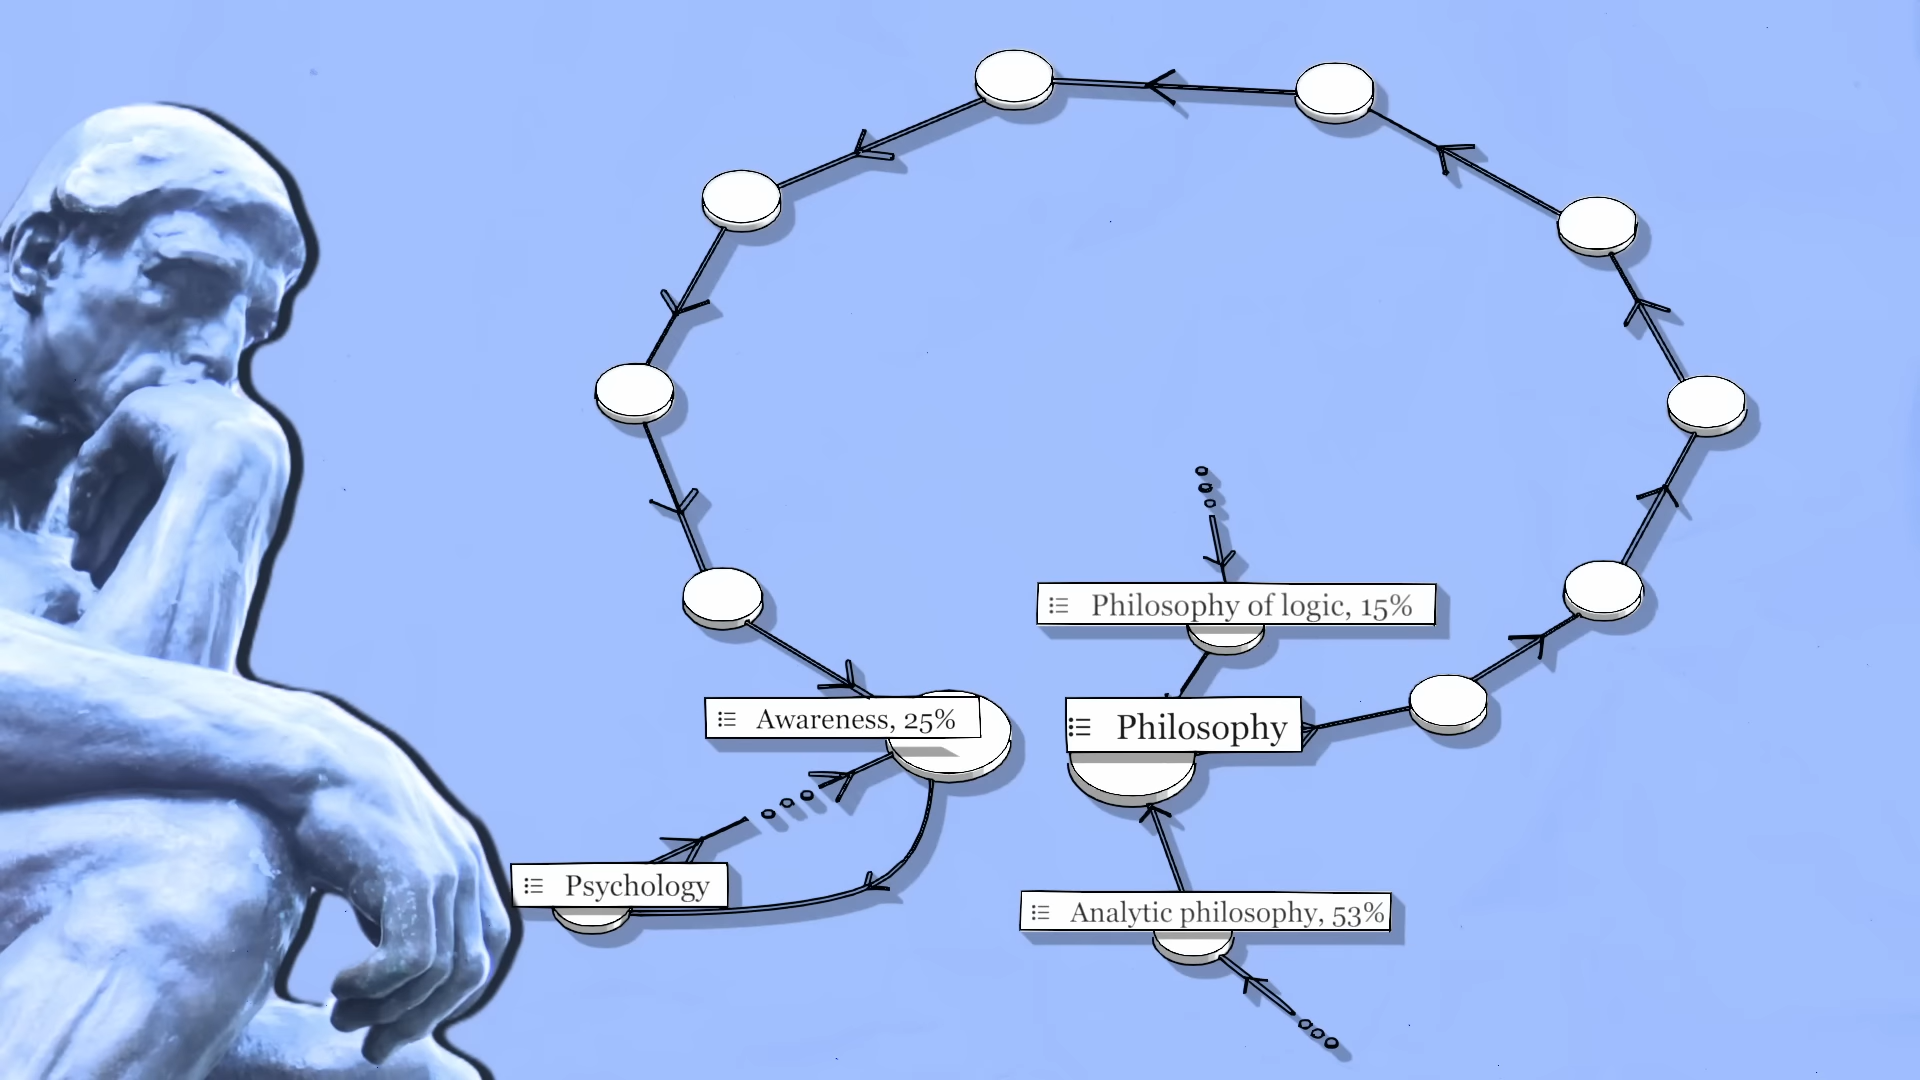 Philosophy of logic, 15%
Awareness, 25%
Philosophy
Psychology
Analytic philosophy, 53%